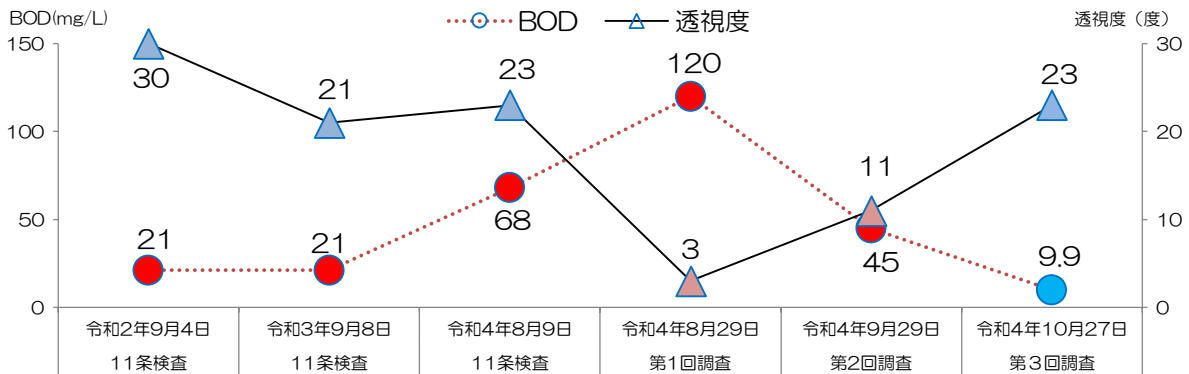 BOD(mg/L)
BOD
透視度
透視度（度）
150
100
50
0
30
20
10
0
30
21
23
120
11
23
21
21
68
3
45
9.9
令和2年9月4日
令和3年9月8日
令和4年8月9日
令和4年8月29日
令和4年9月29日
令和4年10月27日
11条検査
11条検査
11条検査
第1回調査
第2回調査
第３回調査